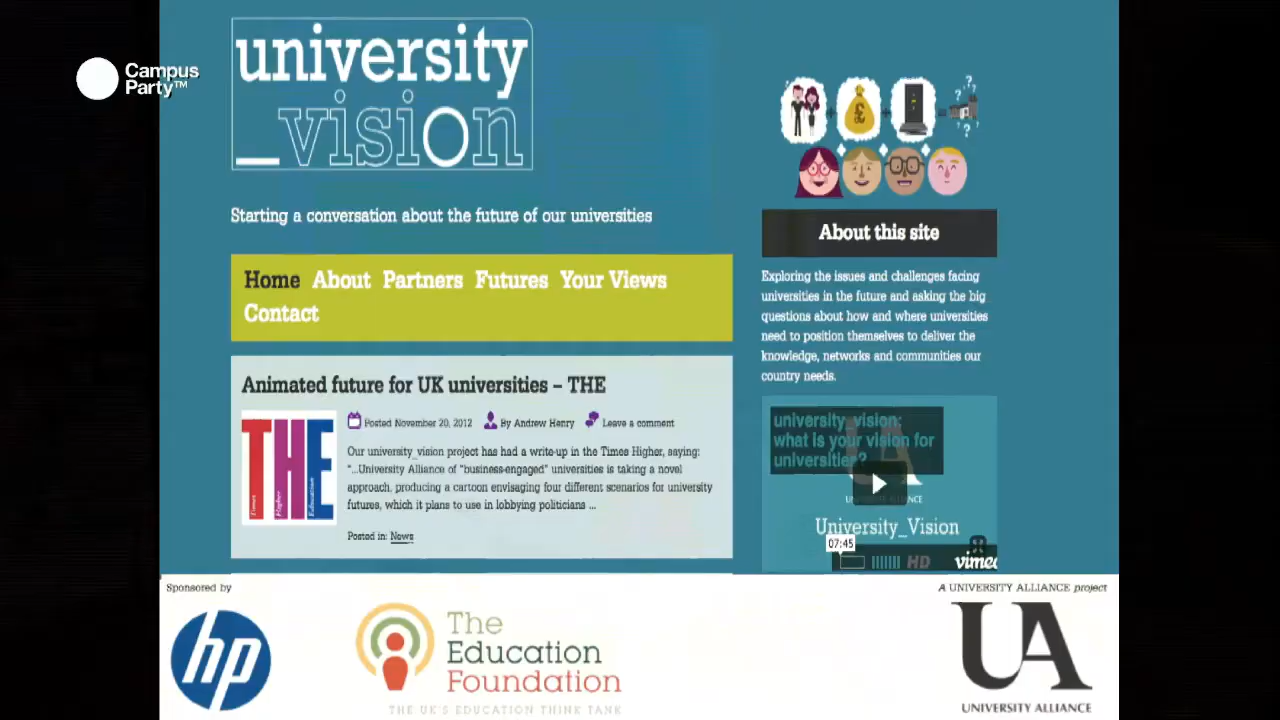 Campus
Party™
university
_vision
Starting a conversation about the future of our universities
Home About Partners Futures Your Views
Contact
Animated future for UK universities – THE
THE
Times
Higher
Education
Posted November 20, 2012 By Andrew Henry Leave a comment
Our university_vision project has had a write-up in the Times Higher, saying:
“...University Alliance of “business-engaged” universities is taking a novel
approach, producing a cartoon envisaging four different scenarios for university
futures, which it plans to use in lobbying politicians ...
Posted in: News
£
? ? ? ? ?
About this site
Exploring the issues and challenges facing
universities in the future and asking the big
questions about how and where universities
need to position themselves to deliver the
knowledge, networks and communities our
country needs.
university_vision:
what is your vision for
universities?
UA
UNIVERSITY ALLIANCE
University_Vision
07:45
HD
vimeo
Sponsored by
hp
The
Education
Foundation
THE UK'S EDUCATION THINK TANK
A UNIVERSITY ALLIANCE project
UA
UNIVERSITY ALLIANCE